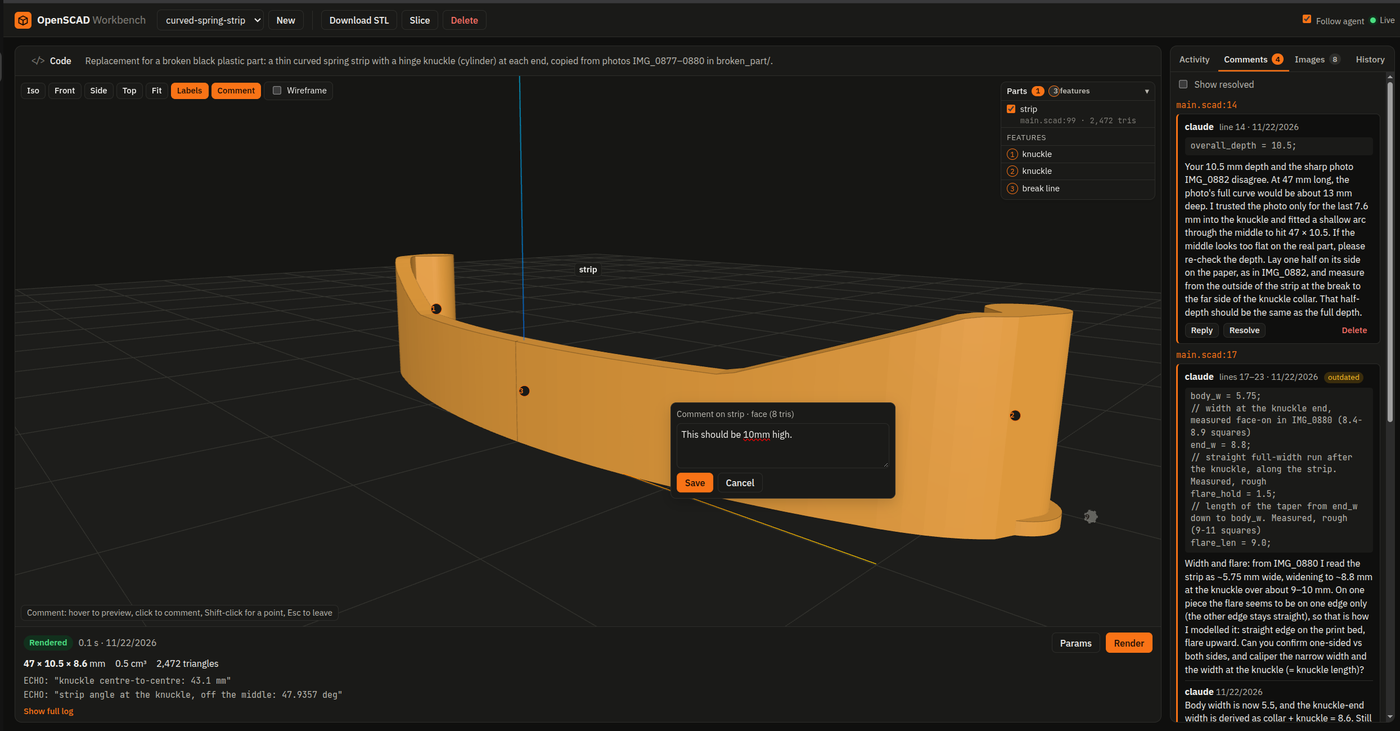 OpenSCAD Workbench
curved-spring-strip
New
Download STL
Slice
Delete
Follow agent
Live
</> Code
Replacement for a broken black plastic part: a thin curved spring strip with a hinge knuckle (cylinder) at each end, copied from photos IMG_0877–0880 in broken_part/.
Iso
Front
Side
Top
Fit
Labels
Comment
Wireframe
Parts 1 3 features
strip
main.scad:99 · 2,472 tris
FEATURES
1 knuckle
2 knuckle
3 break line
strip
1
3
2
Comment on strip · face (8 tris)
This should be 10mm high.
Save
Cancel
Comment: hover to preview, click to comment, Shift-click for a point, Esc to leave
Rendered 0.1 s · 11/22/2026
Params
Render
47 × 10.5 × 8.6 mm 0.5 cm³ 2,472 triangles
ECHO: "knuckle centre-to-centre: 43.1 mm"
ECHO: "strip angle at the knuckle, off the middle: 47.9357 deg"
Show full log
Activity
Comments 4
Images 8
History
Show resolved
main.scad:14
claude line 14 · 11/22/2026
overall_depth = 10.5;
Your 10.5 mm depth and the sharp photo
IMG_0882 disagree. At 47 mm long, the
photo's full curve would be about 13 mm
deep. I trusted the photo only for the last 7.6
mm into the knuckle and fitted a shallow arc
through the middle to hit 47 × 10.5. If the
middle looks too flat on the real part, please
re-check the depth. Lay one half on its side
on the paper, as in IMG_0882, and measure
from the outside of the strip at the break to
the far side of the knuckle collar. That half-
depth should be the same as the full depth.
Reply
Resolve
Delete
main.scad:17
claude lines 17–23 · 11/22/2026 outdated
body_w = 5.75;
// width at the knuckle end,
measured face-on in IMG_0880 (8.4-
8.9 squares)
end_w = 8.8;
// straight full-width run after
the knuckle, along the strip.
Measured, rough
flare_hold = 1.5;
// length of the taper from end_w
down to body_w. Measured, rough
(9-11 squares)
flare_len = 9.0;
Width and flare: from IMG_0880 I read the
strip as ~5.75 mm wide, widening to ~8.8 mm
at the knuckle over about 9–10 mm. On one
piece the flare seems to be on one edge only
(the other edge stays straight), so that is how
I modelled it: straight edge on the print bed,
flare upward. Can you confirm one-sided vs
both sides, and caliper the narrow width and
the width at the knuckle (= knuckle length)?
claude 11/22/2026
Body width is now 5.5, and the knuckle-end
width is derived as collar + knuckle = 8.6. Still